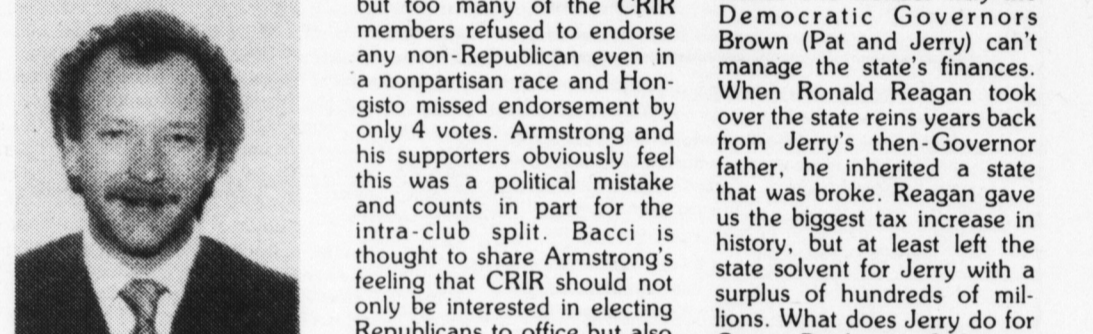 but too many of the CRIR
members refused to endorse
any non-Republican even in
a nonpartisan race and Hon-
gisto missed endorsement by
only 4 votes. Armstrong and
his supporters obviously feel
this was a political mistake
and counts in part for the
intra-club split. Bacci is
thought to share Armstrong's
feeling that CRIR should not
only be interested in electing
Republicans to office but also
Democratic Governors
Brown (Pat and Jerry) can't
manage the state's finances.
When Ronald Reagan took
over the state reins years back
from Jerry's then-Governor
father, he inherited a state
that was broke. Reagan gave
us the biggest tax increase in
history, but at least left the
state solvent for Jerry with a
surplus of hundreds of mil-
lions. What does Jerry do for